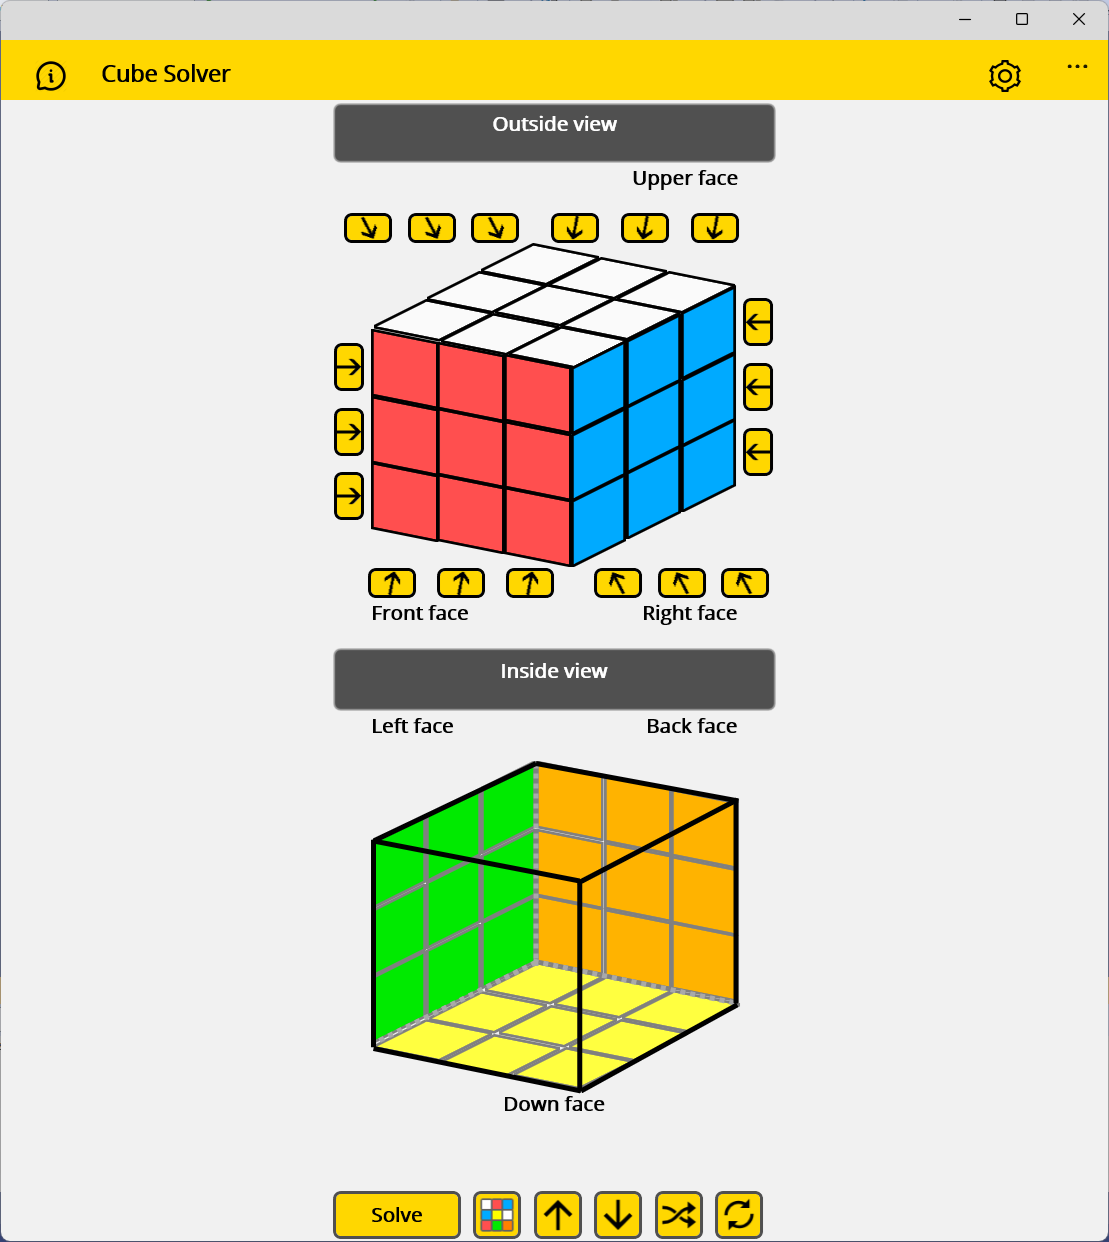 Cube Solver
Outside view
Upper face
Front face
Right face
Inside view
Left face
Back face
Down face
Solve